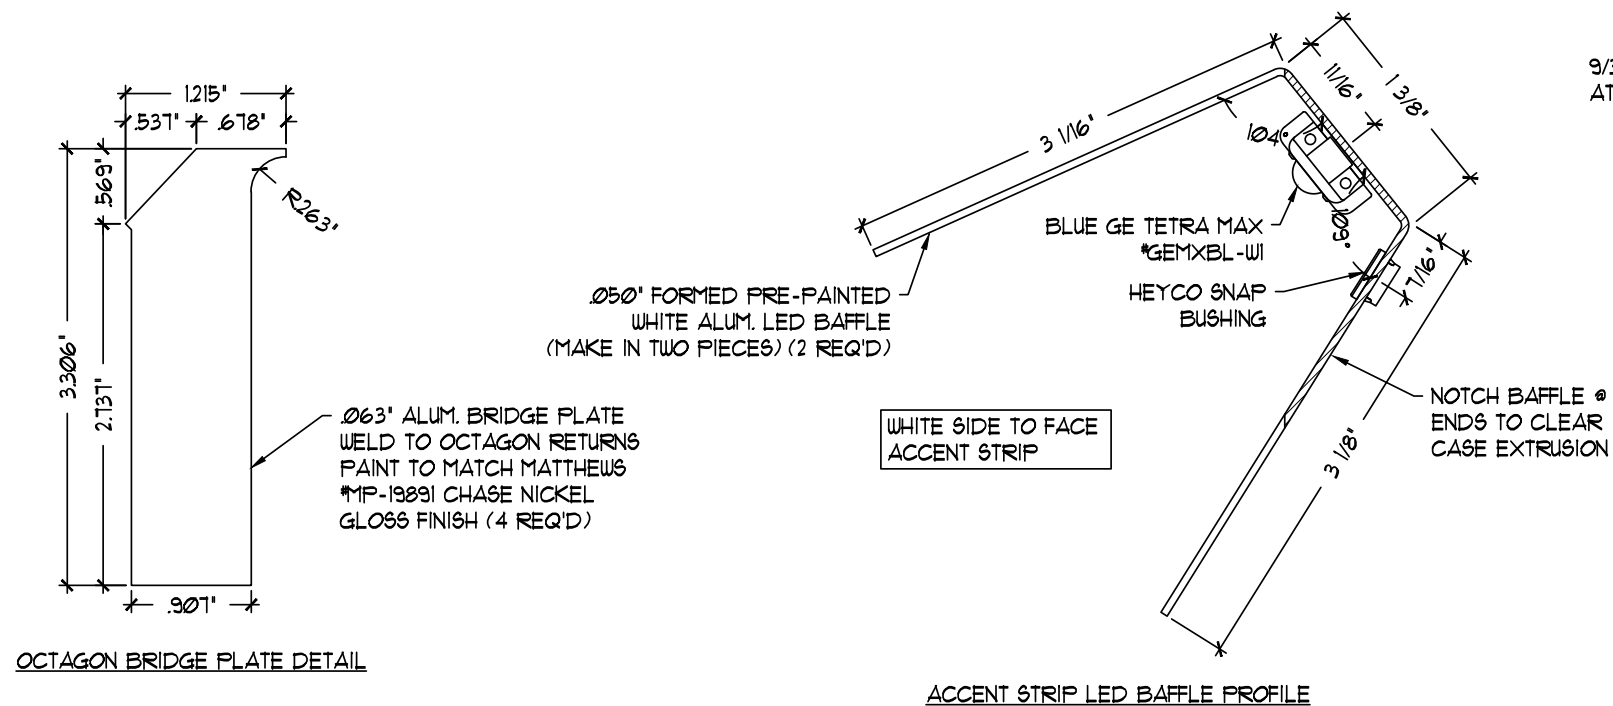 1.215"
.537"
.678"
.569"
3.306"
2.737"
R.263"
.907"
.063" ALUM. BRIDGE PLATE
WELD TO OCTAGON RETURNS
PAINT TO MATCH MATTHEWS
#MP-19891 CHASE NICKEL
GLOSS FINISH (4 REQ'D)
OCTAGON BRIDGE PLATE DETAIL
3 1/16"
11/16"
1 3/8"
104°
BLUE GE TETRA MAX
#GEMXBL-W1
109°
HEYCO SNAP
BUSHING
7/16"
.050" FORMED PRE-PAINTED
WHITE ALUM. LED BAFFLE
(MAKE IN TWO PIECES) (2 REQ'D)
WHITE SIDE TO FACE
ACCENT STRIP
NOTCH BAFFLE @
ENDS TO CLEAR
CASE EXTRUSION
3 1/8"
ACCENT STRIP LED BAFFLE PROFILE
9/3
AT